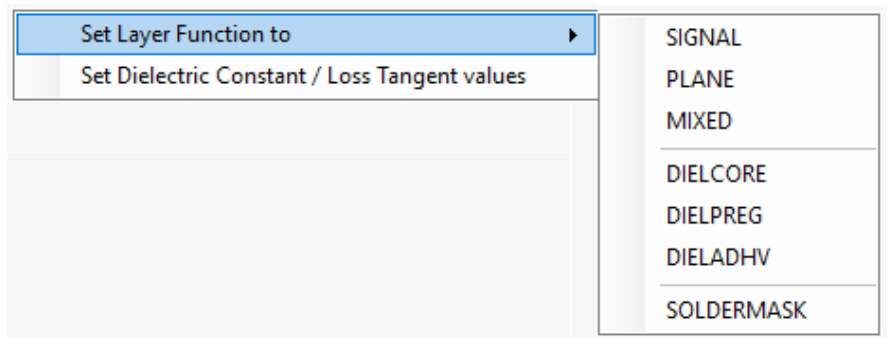 Set Layer Function to
Set Dielectric Constant / Loss Tangent values
SIGNAL
PLANE
MIXED
DIELCORE
DIELPREG
DIELADHV
SOLDERMASK